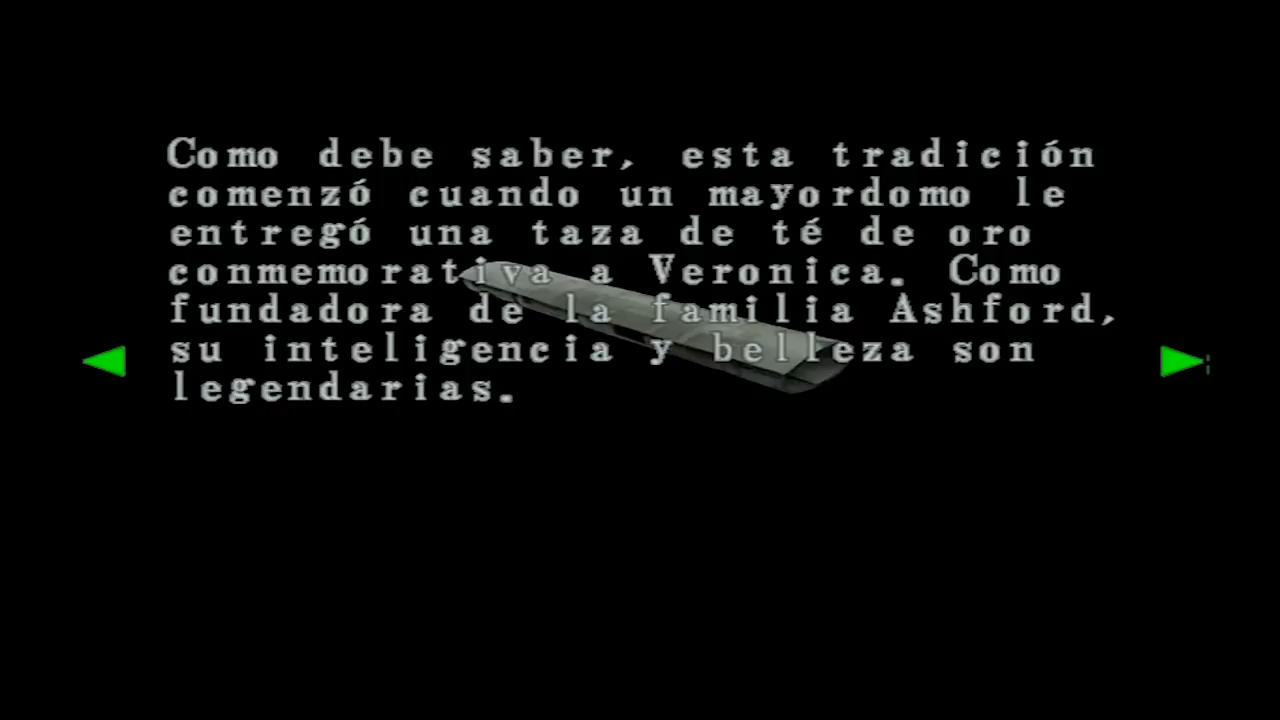 Como debe saber, esta tradición
comenzó cuando un mayordomo le
entregó una taza de té de oro
conmemorativa a Veronica. Como
fundadora de la familia Ashford,
su inteligencia y belleza son
legendarias.